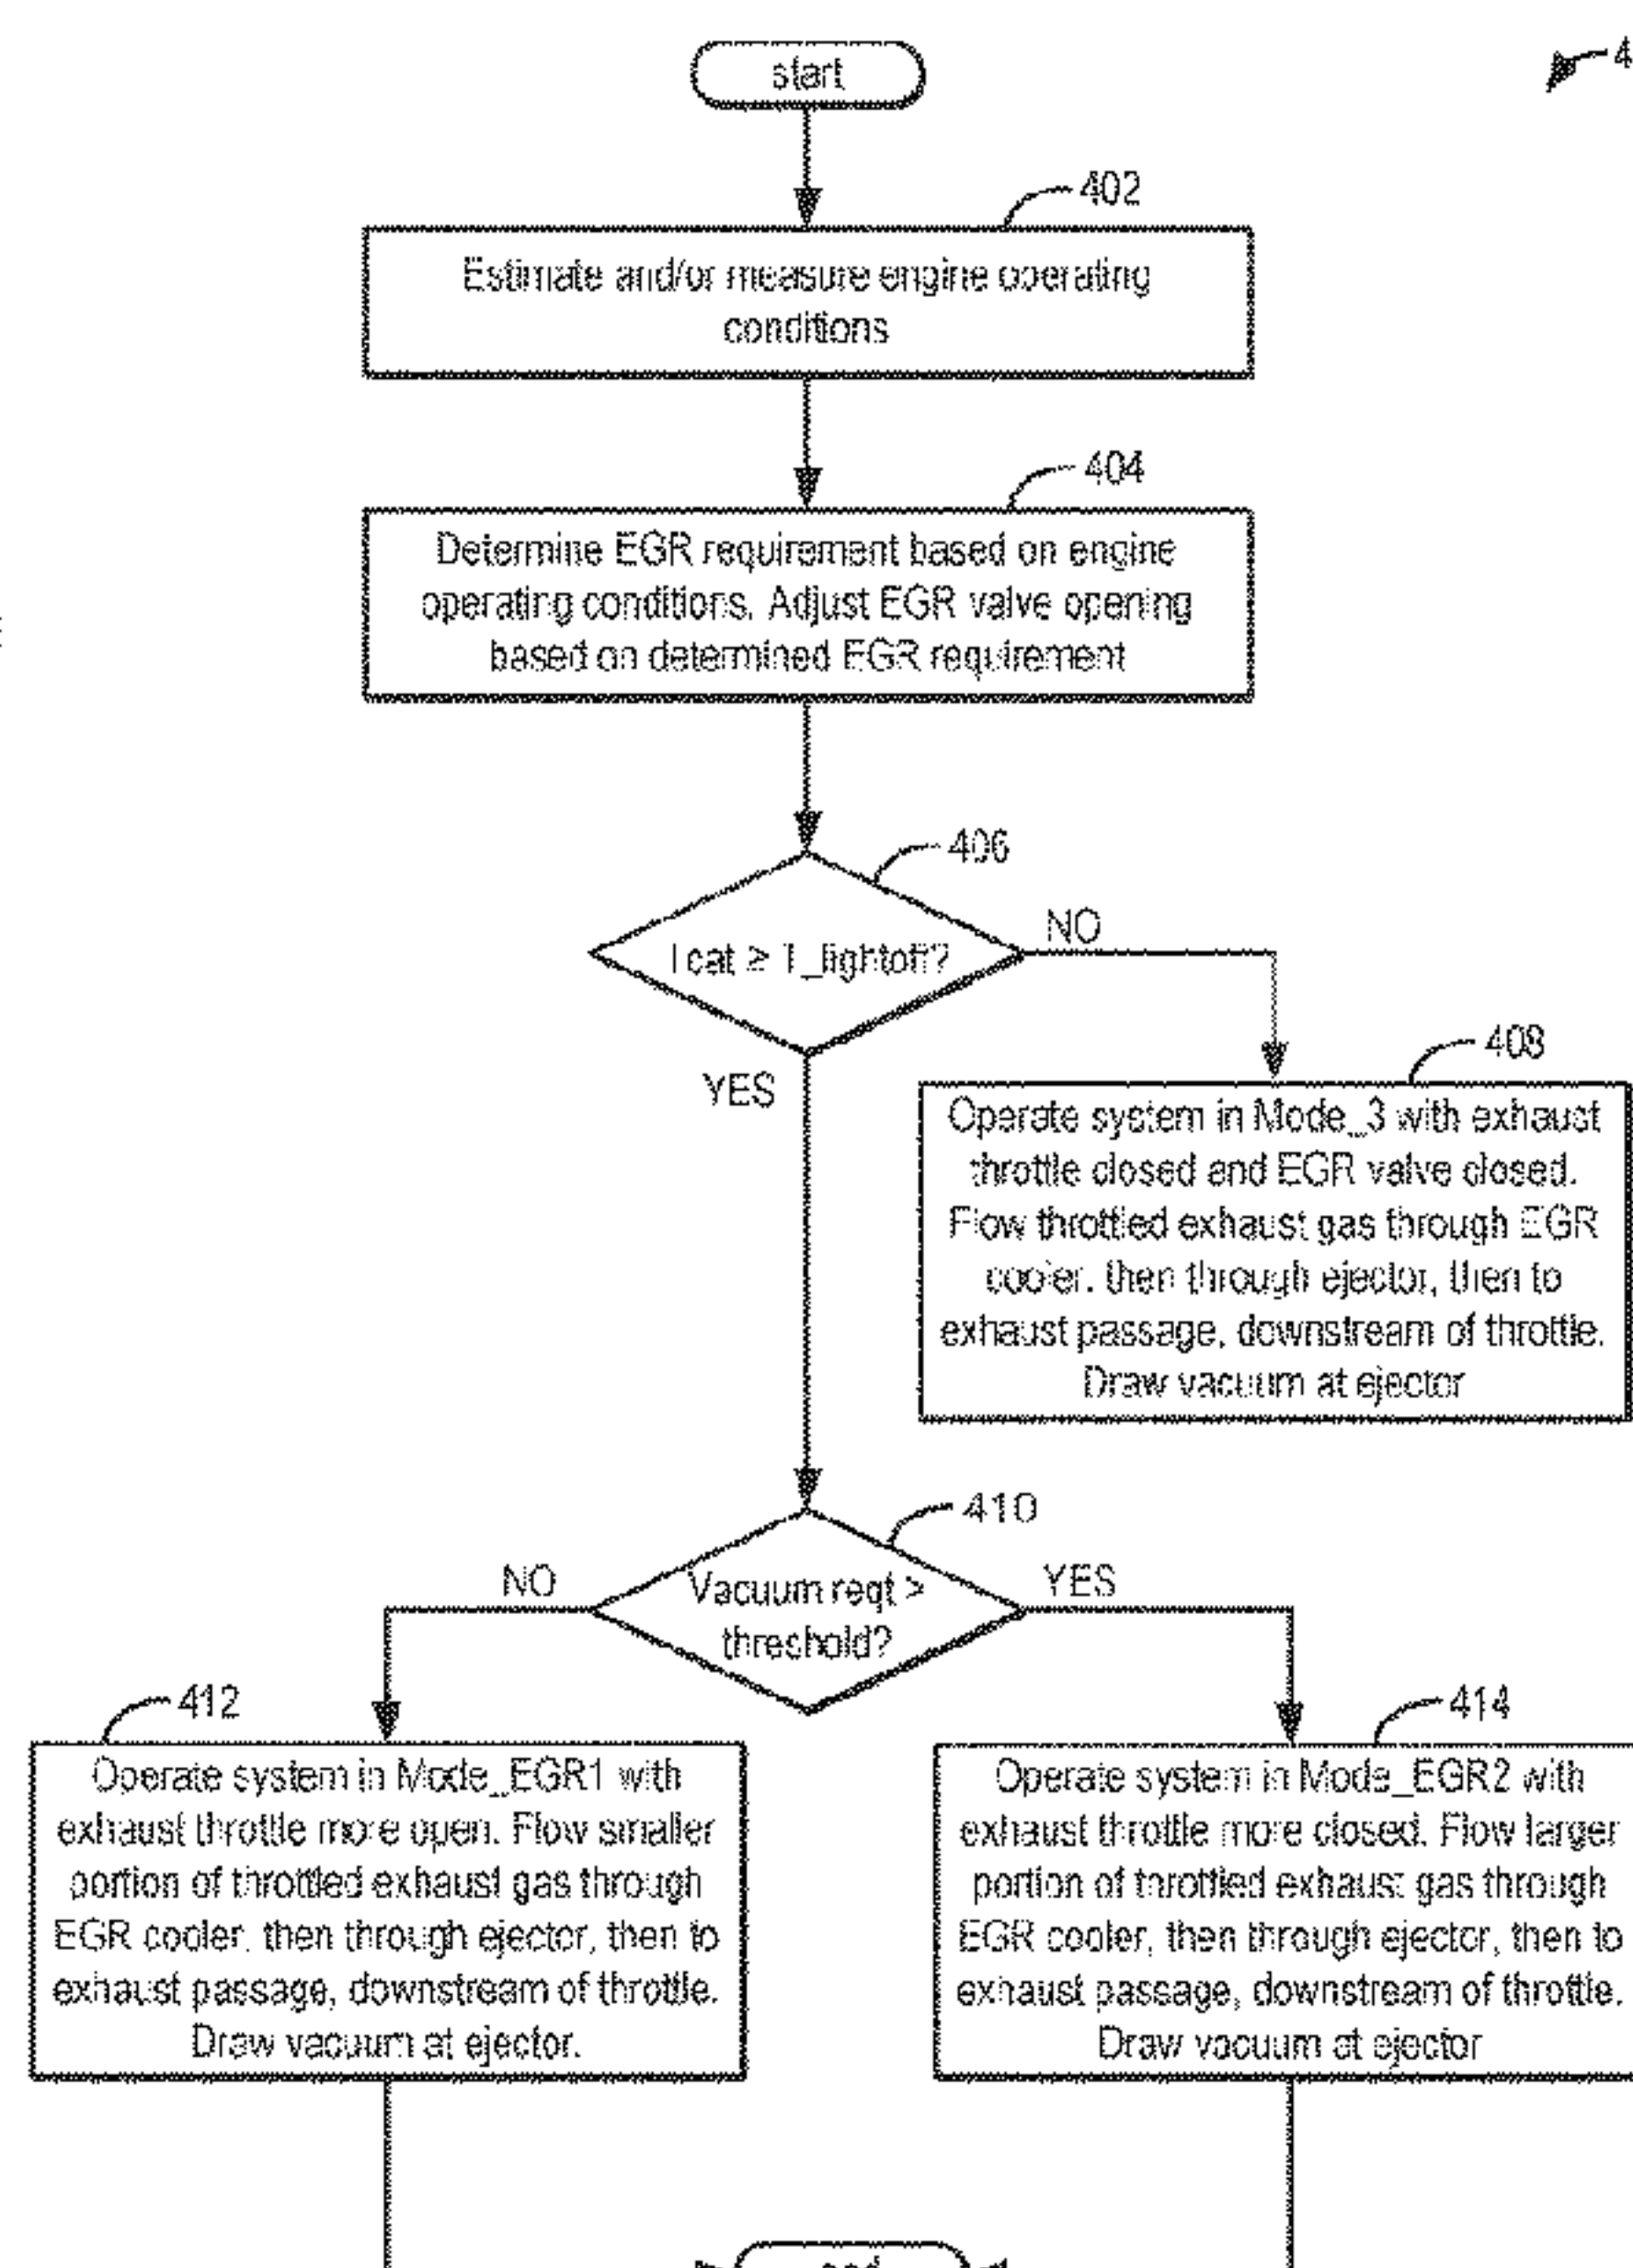 start
4
402
Estimate and/or measure engine operating
conditions
404
Determine EGR requirement based on engine
operating conditions. Adjust EGR valve opening
based on determined EGR requirement
406
T cat ≥ T_lightoff?
NO
YES
408
Operate system in Mode_3 with exhaust
throttle closed and EGR valve closed.
Flow throttled exhaust gas through EGR
cooler, then through ejector, then to
exhaust passage, downstream of throttle.
Draw vacuum at ejector
410
Vacuum reqt >
threshold?
NO
YES
412
Operate system in Mode_EGR1 with
exhaust throttle more open. Flow smaller
portion of throttled exhaust gas through
EGR cooler, then through ejector, then to
exhaust passage, downstream of throttle.
Draw vacuum at ejector.
414
Operate system in Mode_EGR2 with
exhaust throttle more closed. Flow larger
portion of throttled exhaust gas through
EGR cooler, then through ejector, then to
exhaust passage, downstream of throttle.
Draw vacuum at ejector